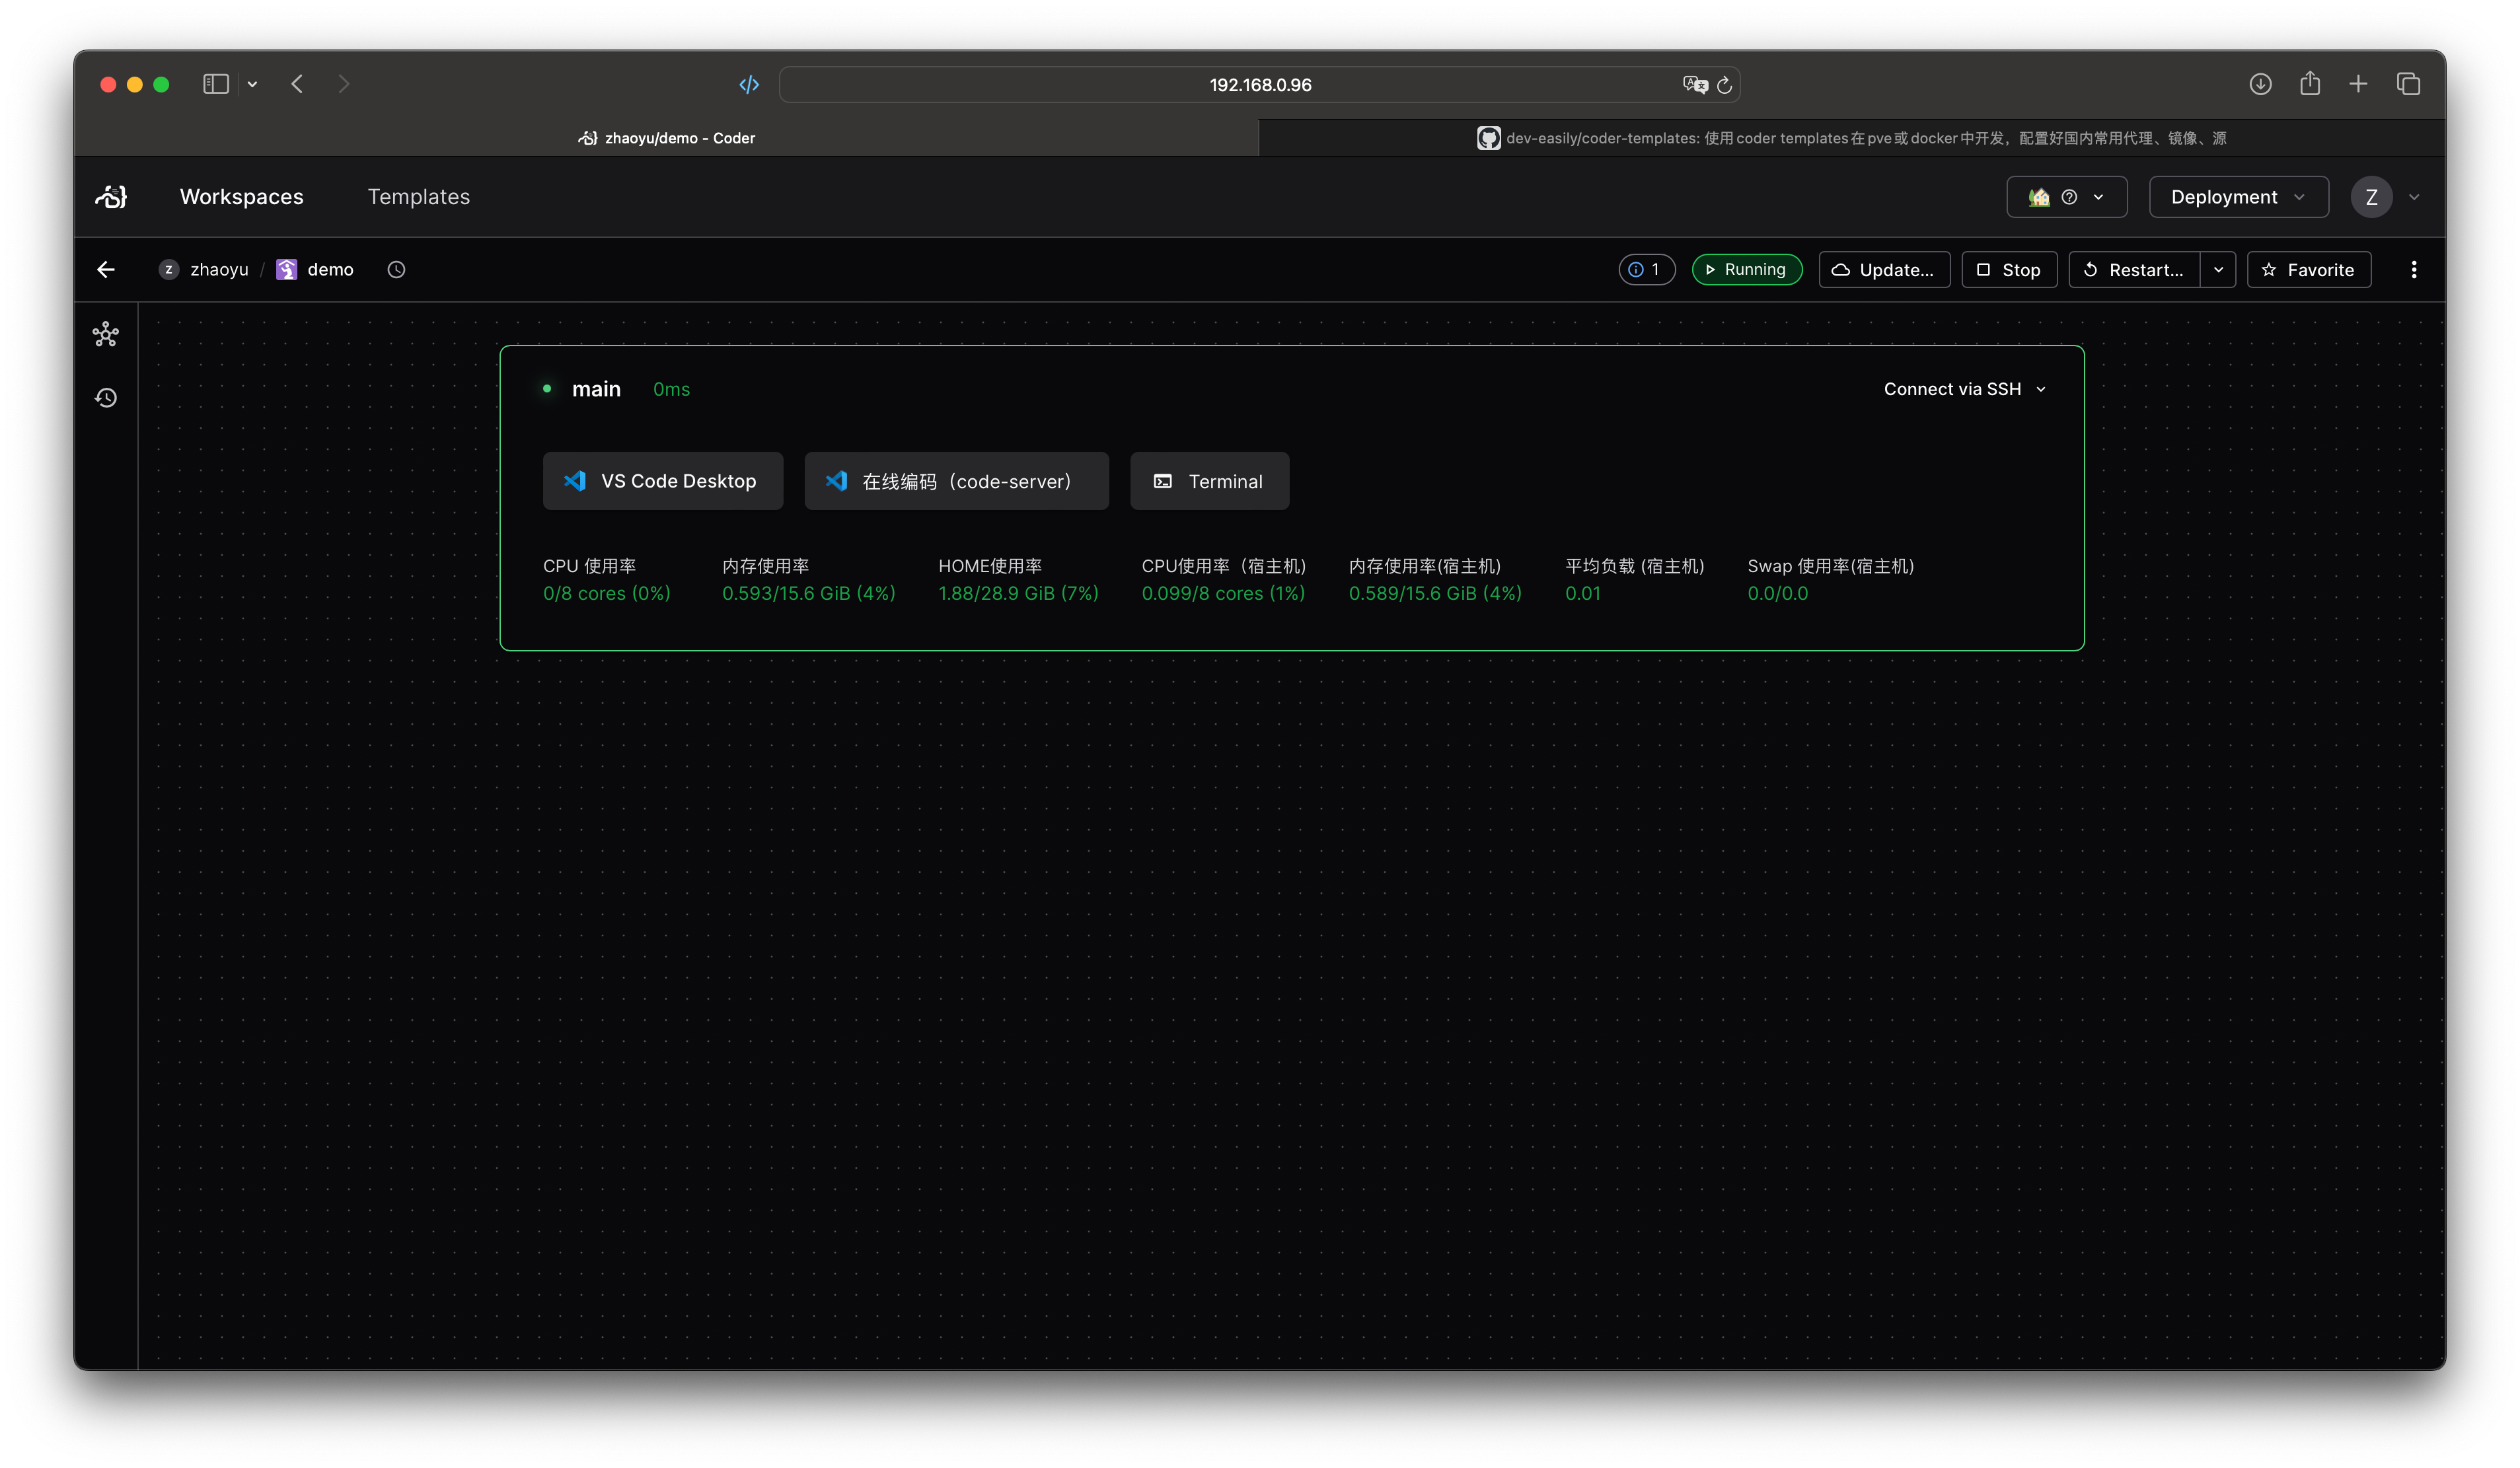 192.168.0.96
zhaoyu/demo - Coder
dev-easily/coder-templates: 使用 coder templates 在 pve 或 docker 中开发，配置好国内常用代理、镜像、源
Workspaces Templates Deployment Z
Z zhaoyu / demo 1 Running Update... Stop Restart... Favorite
main 0ms Connect via SSH
VS Code Desktop 在线编码（code-server） Terminal
CPU 使用率 内存使用率 HOME使用率 CPU使用率（宿主机) 内存使用率(宿主机) 平均负载 (宿主机) Swap 使用率(宿主机)
0/8 cores (0%) 0.593/15.6 GiB (4%) 1.88/28.9 GiB (7%) 0.099/8 cores (1%) 0.589/15.6 GiB (4%) 0.01 0.0/0.0